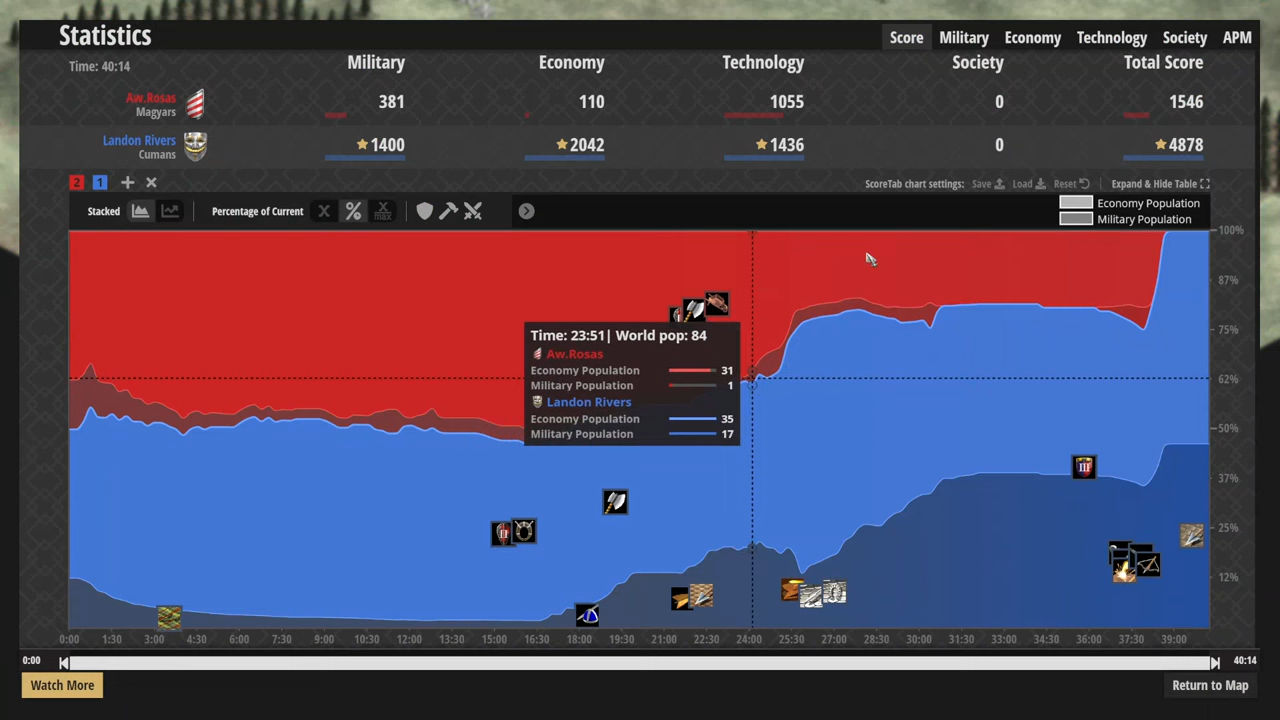 Statistics
Score Military Economy Technology Society APM
Time: 40:14 Military Economy Technology Society Total Score
Aw.Rosas
Magyars
381 110 1055 0 1546
Landon Rivers
Cumans
1400 2042 1436 0 4878
2 1
ScoreTab chart settings: Save Load Reset Expand & Hide Table
Stacked Percentage of Current X % X max
Economy Population
Military Population
100%
87%
75%
62%
50%
37%
25%
12%
Time: 23:51| World pop: 84
Aw.Rosas
Economy Population 31
Military Population 1
Landon Rivers
Economy Population 35
Military Population 17
II
III
0:00 1:30 3:00 4:30 6:00 7:30 9:00 10:30 12:00 13:30 15:00 16:30 18:00 19:30 21:00 22:30 24:00 25:30 27:00 28:30 30:00 31:30 33:00 34:30 36:00 37:30 39:00
0:00 40:14
Watch More Return to Map